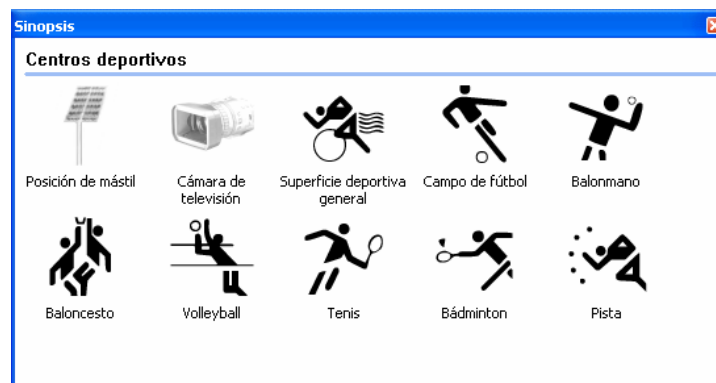 Sinopsis
Centros deportivos
Posición de mástil
Cámara de
televisión
Superficie deportiva
general
Campo de fútbol
Balonmano
Baloncesto
Volleyball
Tenis
Bádminton
Pista